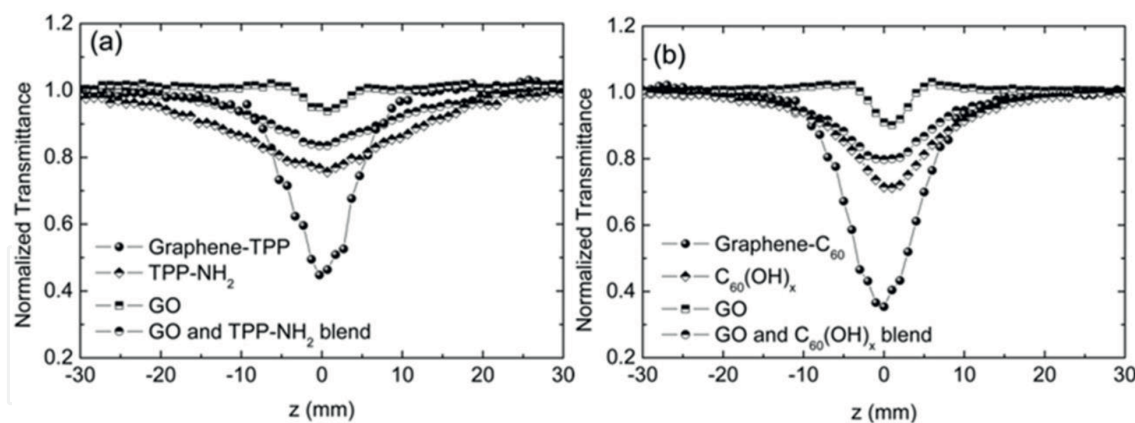 (a)
Normalized Transmittance
1.2
1.0
0.8
0.6
0.4
0.2
Graphene-TPP
TPP-NH₂
GO
GO and TPP-NH₂ blend
-30 -20 -10 0 10 20 30
z (mm)
(b)
Normalized Transmittance
1.2
1.0
0.8
0.6
0.4
0.2
Graphene-C₆₀
C₆₀(OH)ₓ
GO
GO and C₆₀(OH)ₓ blend
-30 -20 -10 0 10 20 30
z (mm)